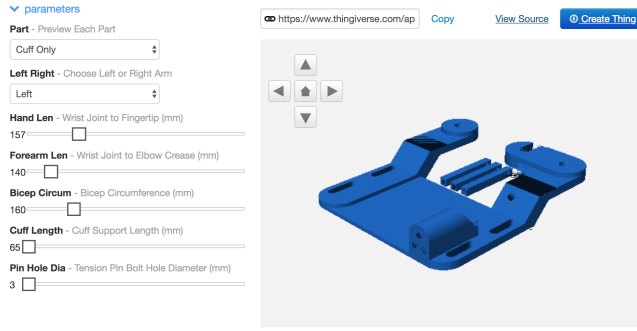 parameters
Part - Preview Each Part
Cuff Only
Left Right - Choose Left or Right Arm
Left
Hand Len - Wrist Joint to Fingertip (mm)
157
Forearm Len - Wrist Joint to Elbow Crease (mm)
140
Bicep Circum - Bicep Circumference (mm)
160
Cuff Length - Cuff Support Length (mm)
65
Pin Hole Dia - Tension Pin Bolt Hole Diameter (mm)
3
https://www.thingiverse.com/ap
Copy
View Source
Create Thing